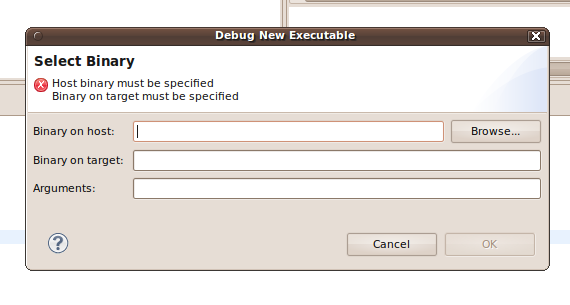 Debug New Executable
Select Binary
Host binary must be specified
Binary on target must be specified
Binary on host:
Browse...
Binary on target:
Arguments:
?
Cancel
OK